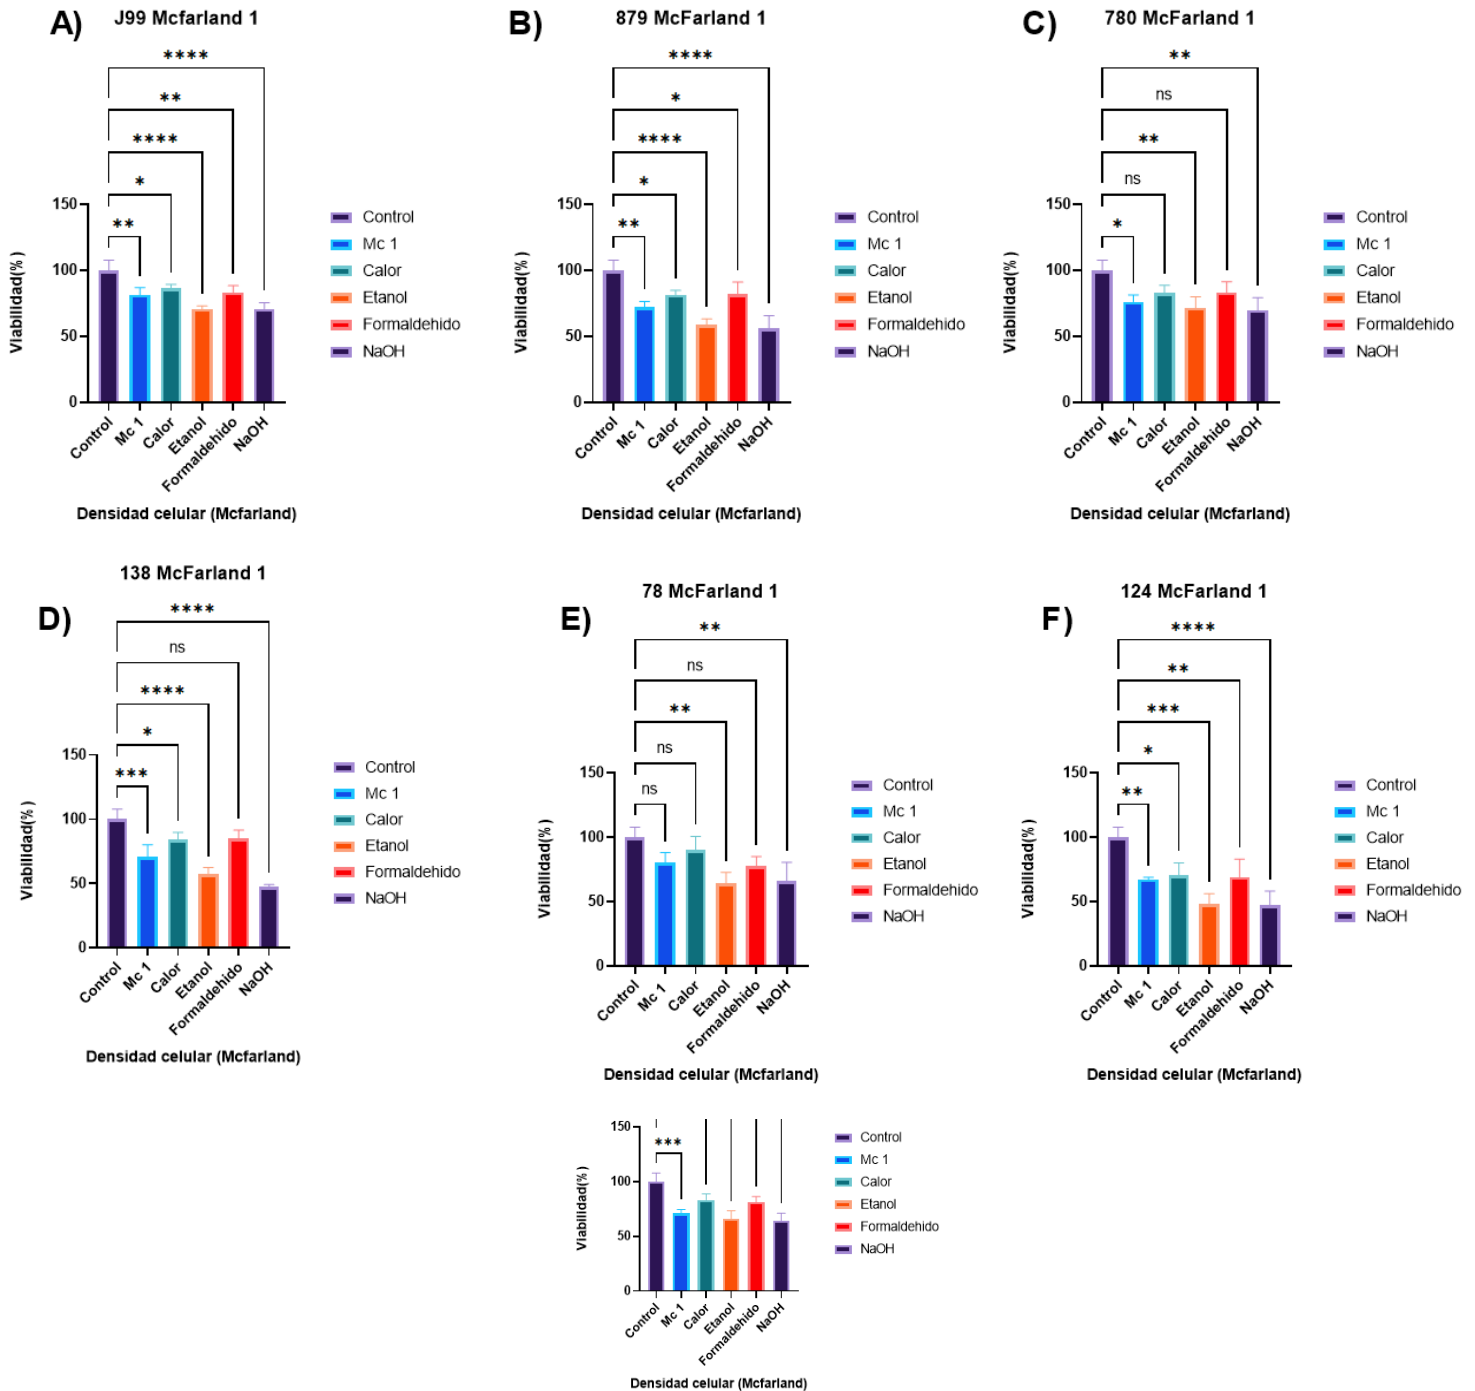 A)
J99 Mcfarland 1
****
**
****
*
**
150
100
50
0
Viabilidad(%)
Control
Mc 1
Calor
Etanol
Formaldehido
NaOH
Control
Mc 1
Calor
Etanol
Formaldehido
NaOH
Densidad celular (Mcfarland)
B)
879 McFarland 1
****
*
****
*
**
150
100
50
0
Viabilidad(%)
Control
Mc 1
Calor
Etanol
Formaldehido
NaOH
Control
Mc 1
Calor
Etanol
Formaldehido
NaOH
Densidad celular (Mcfarland)
C)
780 McFarland 1
**
ns
**
ns
*
150
100
50
0
Viabilidad(%)
Control
Mc 1
Calor
Etanol
Formaldehido
NaOH
Control
Mc 1
Calor
Etanol
Formaldehido
NaOH
Densidad celular (Mcfarland)
D)
138 McFarland 1
****
ns
****
*
***
150
100
50
0
Viabilidad(%)
Control
Mc 1
Calor
Etanol
Formaldehido
NaOH
Control
Mc 1
Calor
Etanol
Formaldehido
NaOH
Densidad celular (Mcfarland)
E)
78 McFarland 1
**
ns
**
ns
ns
150
100
50
0
Viabilidad(%)
Control
Mc 1
Calor
Etanol
Formaldehido
NaOH
Control
Mc 1
Calor
Etanol
Formaldehido
NaOH
Densidad celular (Mcfarland)
F)
124 McFarland 1
****
**
***
*
**
150
100
50
0
Viabilidad(%)
Control
Mc 1
Calor
Etanol
Formaldehido
NaOH
Control
Mc 1
Calor
Etanol
Formaldehido
NaOH
Densidad celular (Mcfarland)
***
150
100
50
0
Viabilidad(%)
Control
Mc 1
Calor
Etanol
Formaldehido
NaOH
Control
Mc 1
Calor
Etanol
Formaldehido
NaOH
Densidad celular (Mcfarland)